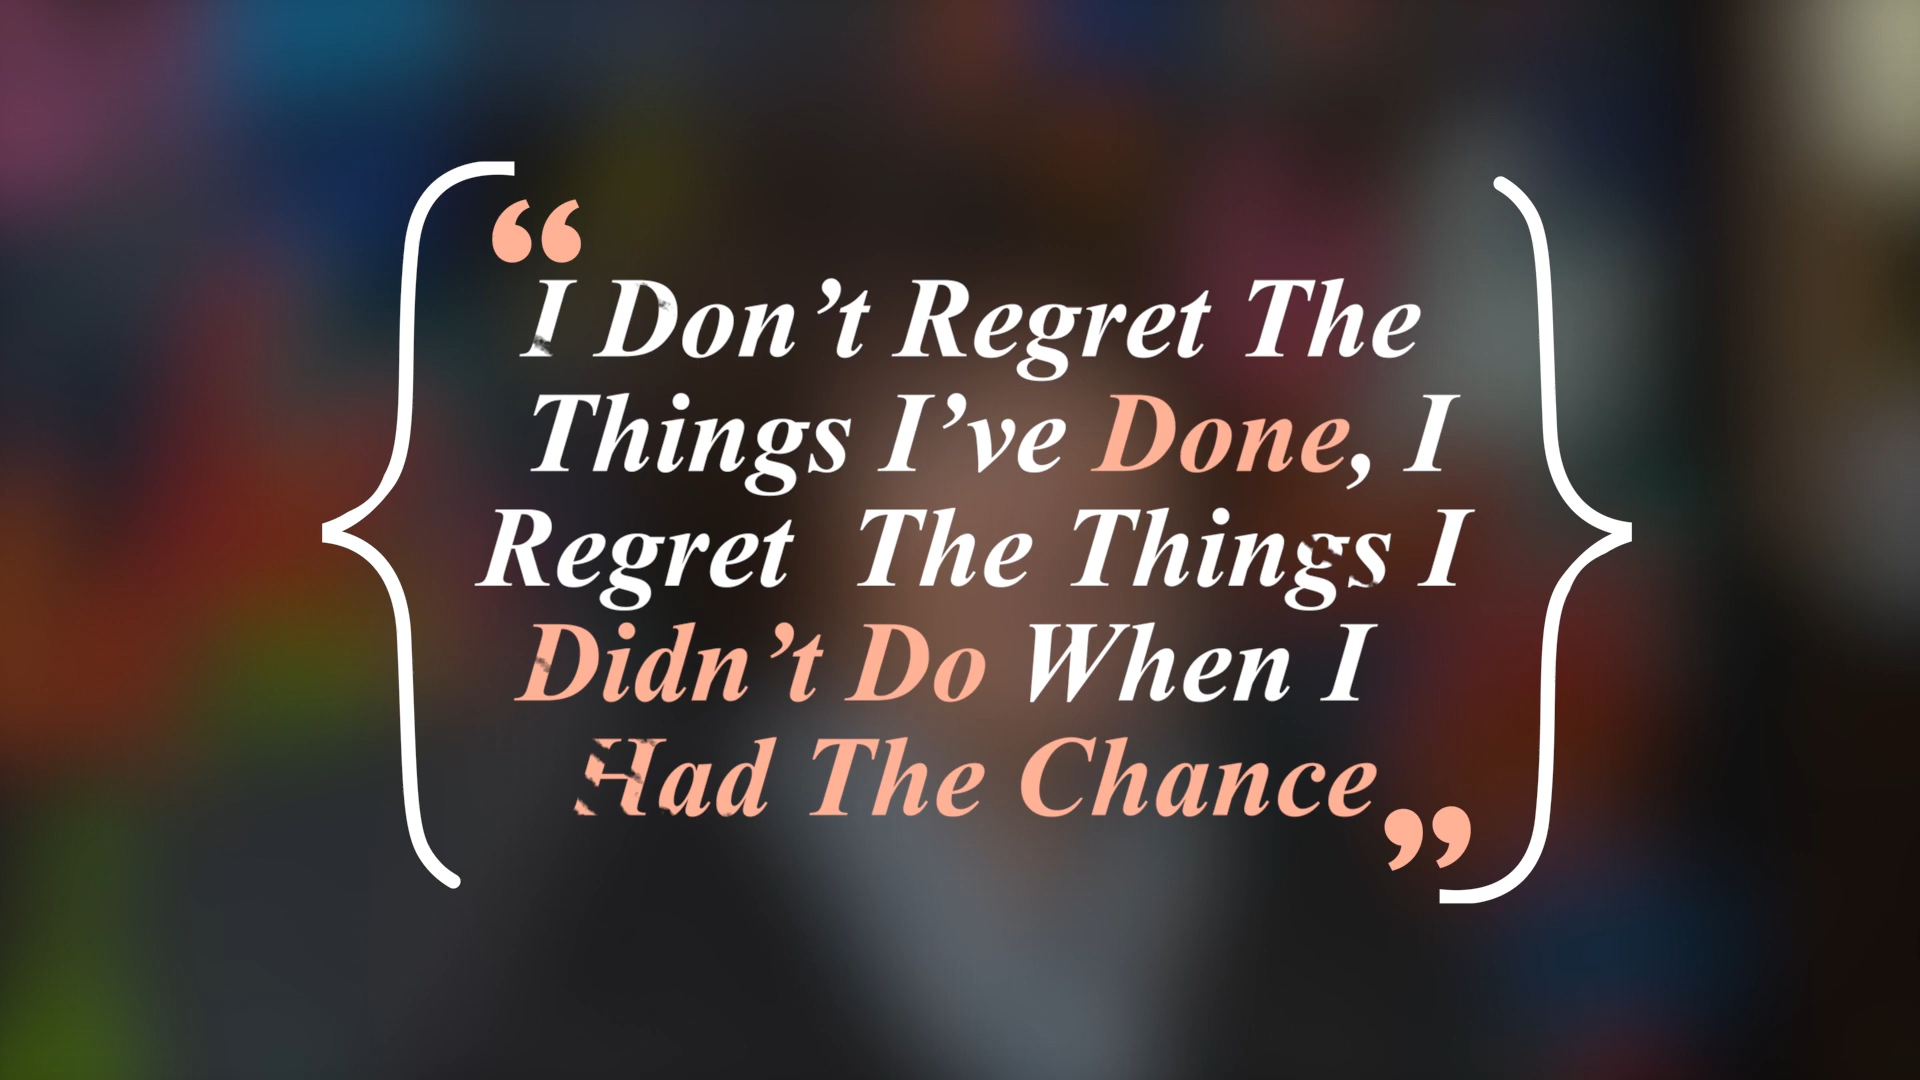 “I Don’t Regret The
Things I’ve Done, I
Regret  The Things I
Didn’t Do When I
Had The Chance”